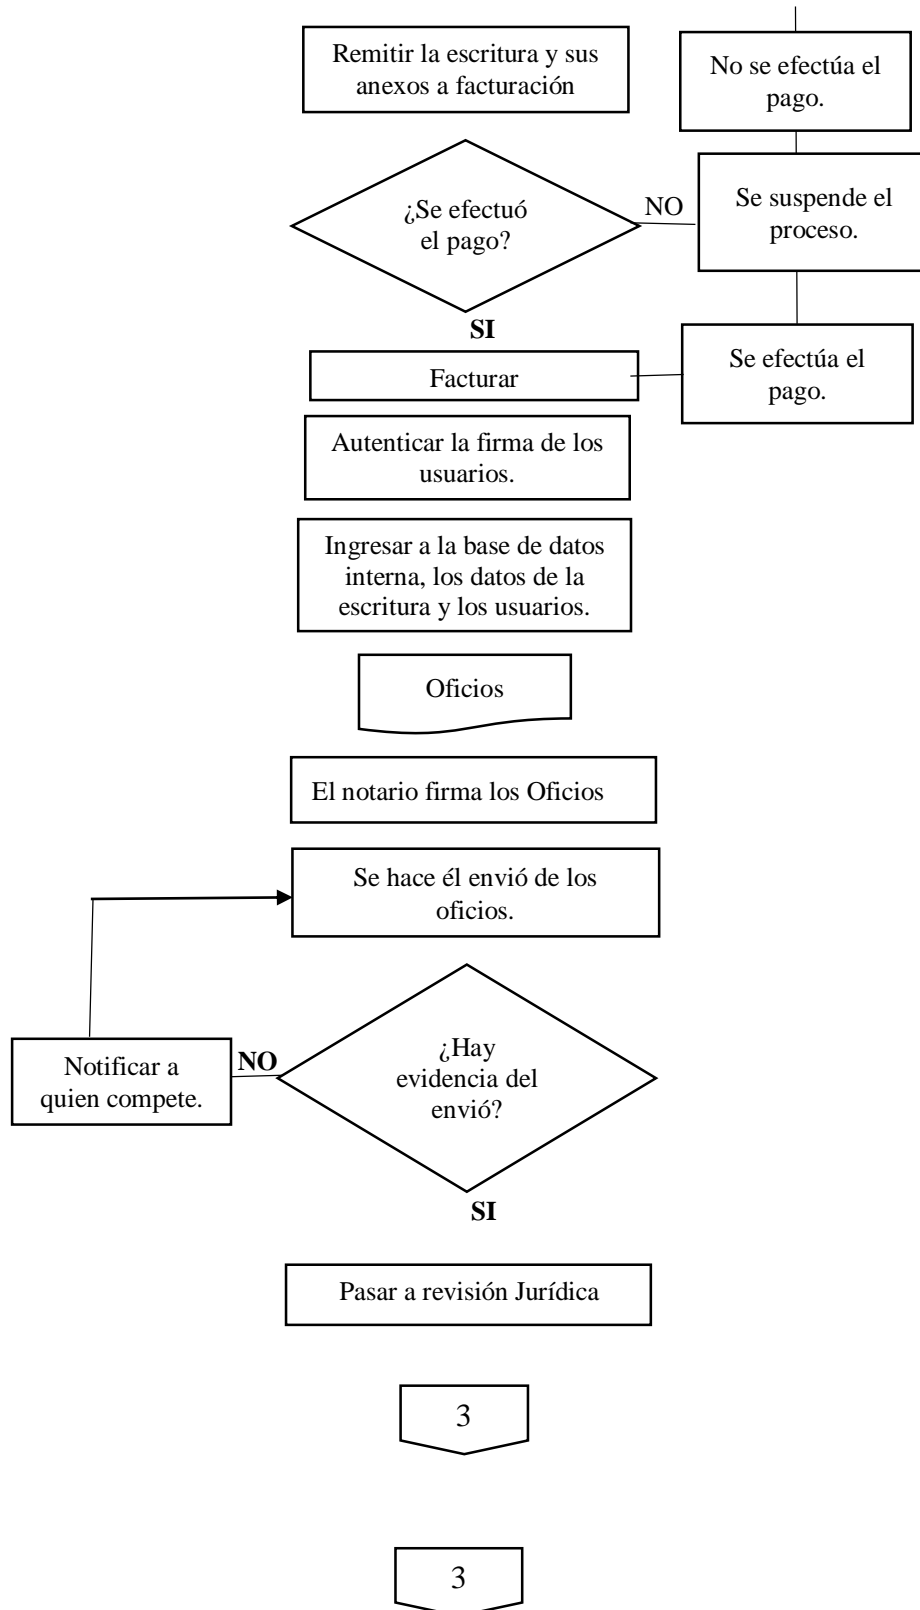 Remitir la escritura y sus
anexos a facturación
No se efectúa el
pago.
¿Se efectuó
el pago?
NO
Se suspende el
proceso.
SI
Facturar
Se efectúa el
pago.
Autenticar la firma de los
usuarios.
Ingresar a la base de datos
interna, los datos de la
escritura y los usuarios.
Oficios
El notario firma los Oficios
Se hace él envió de los
oficios.
¿Hay
evidencia del
envió?
NO
Notificar a
quien compete.
SI
Pasar a revisión Jurídica
3
3